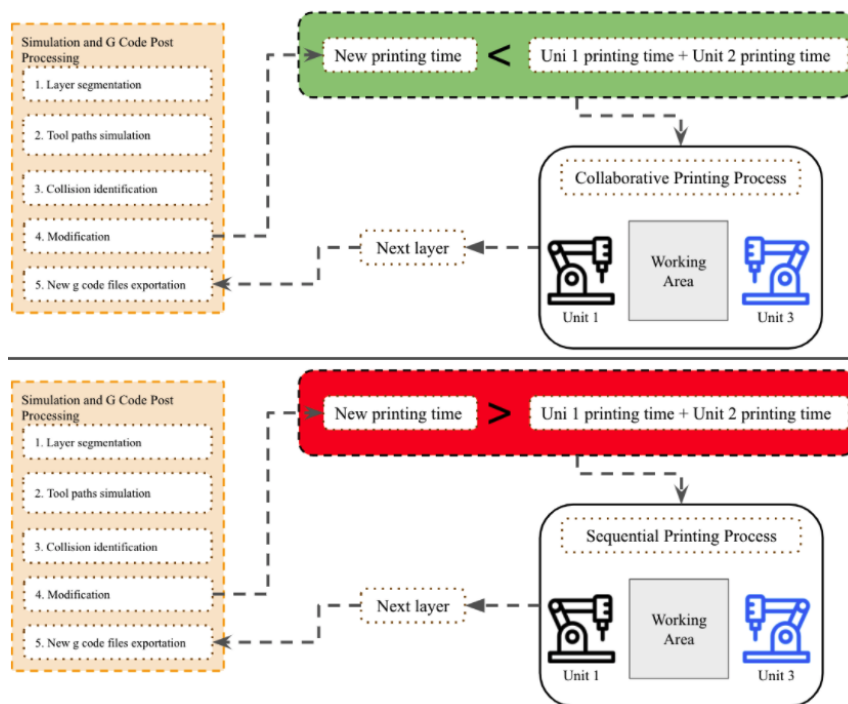 Simulation and G Code Post
Processing
1. Layer segmentation
2. Tool paths simulation
3. Collision identification
4. Modification
5. New g code files exportation
New printing time
<
Uni 1 printing time + Unit 2 printing time
Collaborative Printing Process
Next layer
Working
Area
Unit 1
Unit 3
Simulation and G Code Post
Processing
1. Layer segmentation
2. Tool paths simulation
3. Collision identification
4. Modification
5. New g code files exportation
New printing time
>
Uni 1 printing time + Unit 2 printing time
Sequential Printing Process
Next layer
Working
Area
Unit 1
Unit 3